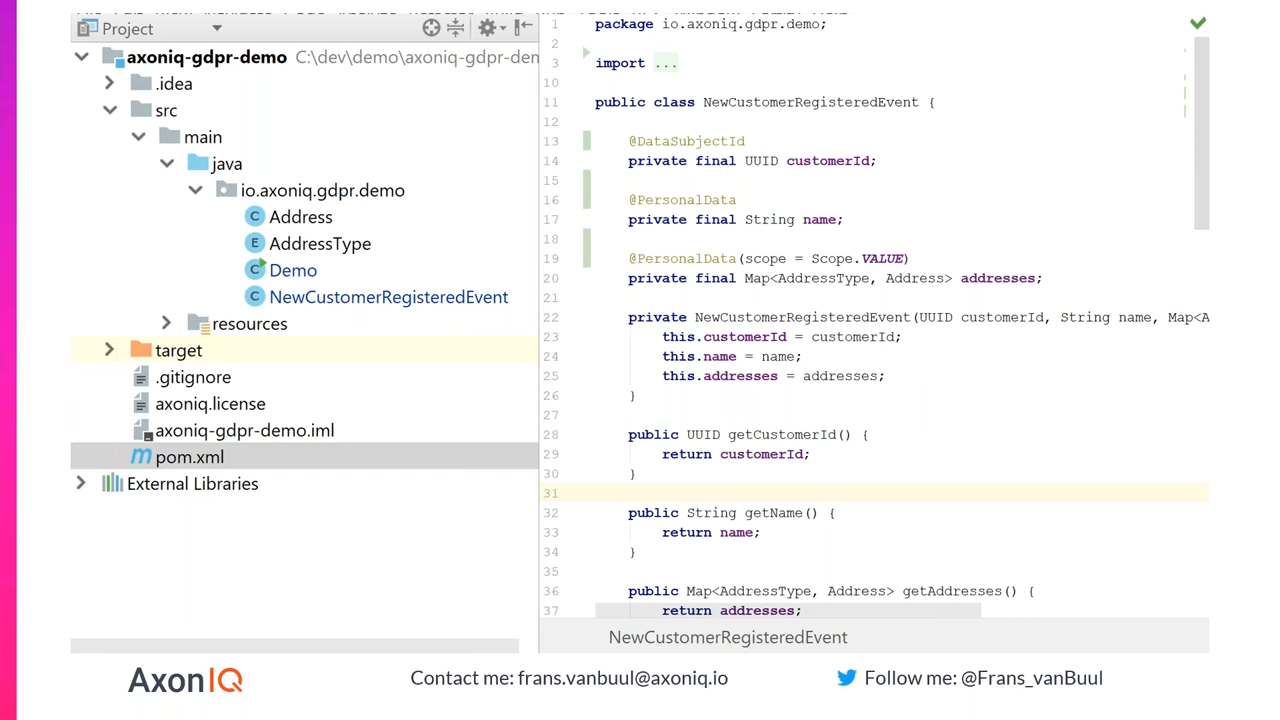 Project
axoniq-gdpr-demo C:\dev\demo\axoniq-gdpr-dem
.idea
src
main
java
io.axoniq.gdpr.demo
Address
AddressType
Demo
NewCustomerRegisteredEvent
resources
target
.gitignore
axoniq.license
axoniq-gdpr-demo.iml
pom.xml
External Libraries
1 package io.axoniq.gdpr.demo;
2
3 import ...
10
11 public class NewCustomerRegisteredEvent {
12
13 @DataSubjectId
14 private final UUID customerId;
15
16 @PersonalData
17 private final String name;
18
19 @PersonalData(scope = Scope.VALUE)
20 private final Map<AddressType, Address> addresses;
21
22 private NewCustomerRegisteredEvent(UUID customerId, String name, Map<A
23 this.customerId = customerId;
24 this.name = name;
25 this.addresses = addresses;
26 }
27
28 public UUID getCustomerId() {
29 return customerId;
30 }
31
32 public String getName() {
33 return name;
34 }
35
36 public Map<AddressType, Address> getAddresses() {
37 return addresses;
NewCustomerRegisteredEvent
AxonIQ
Contact me: frans.vanbuul@axoniq.io
Follow me: @Frans_vanBuul